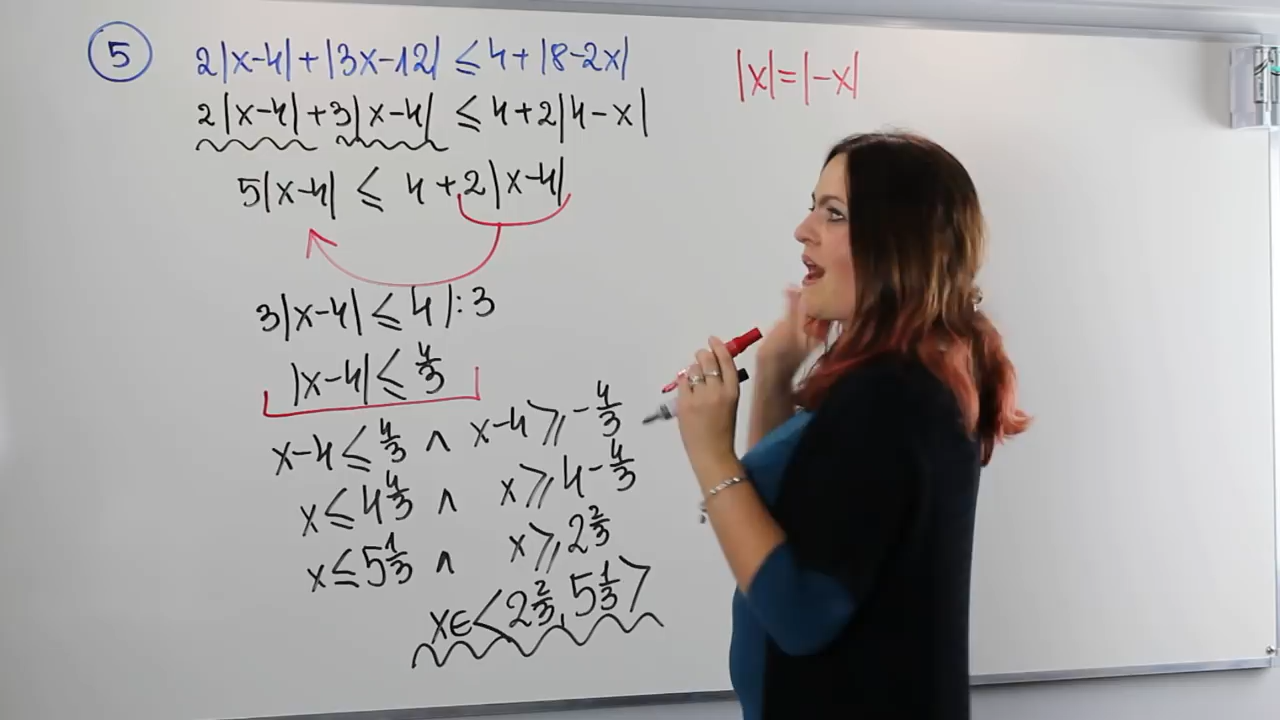 5 2|x-4|+|3x-12| ≤ 4+|8-2x|
|x|=|-x|
2|x-4|+3|x-4| ≤ 4+2|4-x|
5|x-4| ≤ 4+2|x-4|
3|x-4| ≤ 4 |:3
|x-4| ≤ 4/3
x-4 ≤ 4/3 ∧ x-4 ⩾ -4/3
x ≤ 4 4/3 ∧ x ⩾ 4-4/3
x ≤ 5 1/3 ∧ x ⩾ 2 2/3
x∈<2 2/3, 5 1/3>